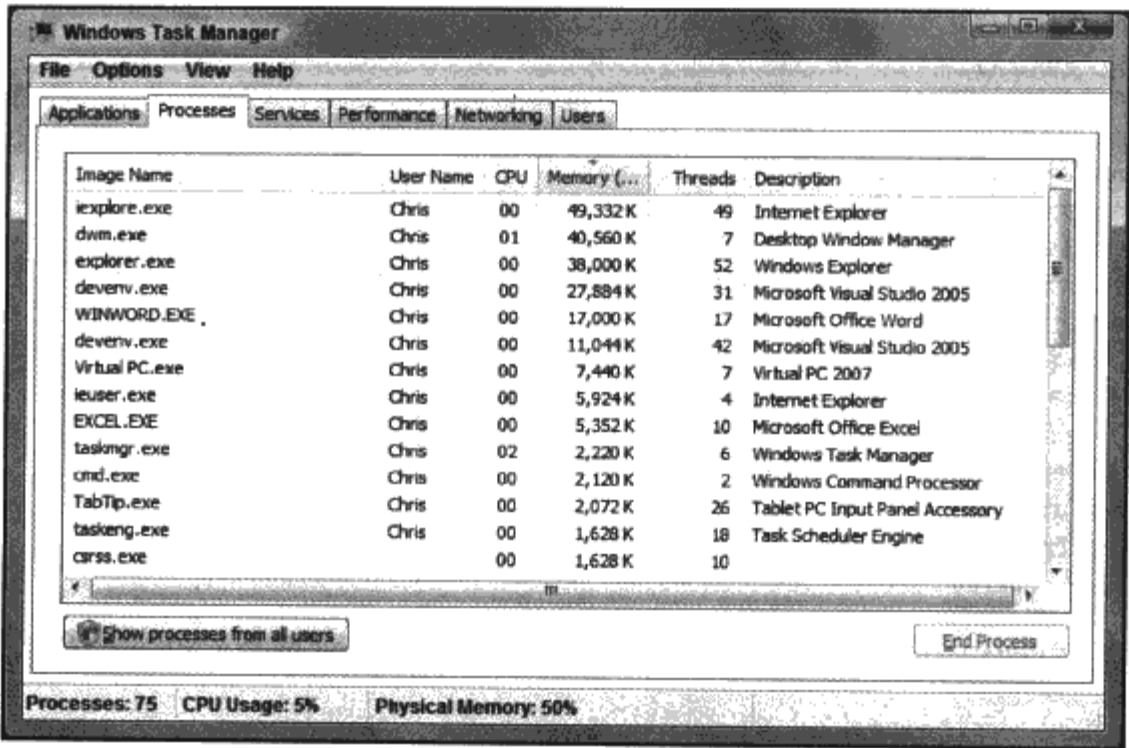 Windows Task Manager
File Options View Help
Applications Processes Services Performance Networking Users
Image Name User Name CPU Memory (... Threads Description
iexplore.exe Chris 00 49,332 K 49 Internet Explorer
dwm.exe Chris 01 40,560 K 7 Desktop Window Manager
explorer.exe Chris 00 38,000 K 52 Windows Explorer
devenv.exe Chris 00 27,884 K 31 Microsoft Visual Studio 2005
WINWORD.EXE Chris 00 17,000 K 17 Microsoft Office Word
devenv.exe Chris 00 11,044 K 42 Microsoft Visual Studio 2005
Virtual PC.exe Chris 00 7,440 K 7 Virtual PC 2007
ieuser.exe Chris 00 5,924 K 4 Internet Explorer
EXCEL.EXE Chris 00 5,352 K 10 Microsoft Office Excel
taskmgr.exe Chris 02 2,220 K 6 Windows Task Manager
cmd.exe Chris 00 2,120 K 2 Windows Command Processor
TabTip.exe Chris 00 2,072 K 26 Tablet PC Input Panel Accessory
taskeng.exe Chris 00 1,628 K 18 Task Scheduler Engine
csrss.exe 00 1,628 K 10
Show processes from all users End Process
Processes: 75 CPU Usage: 5% Physical Memory: 50%